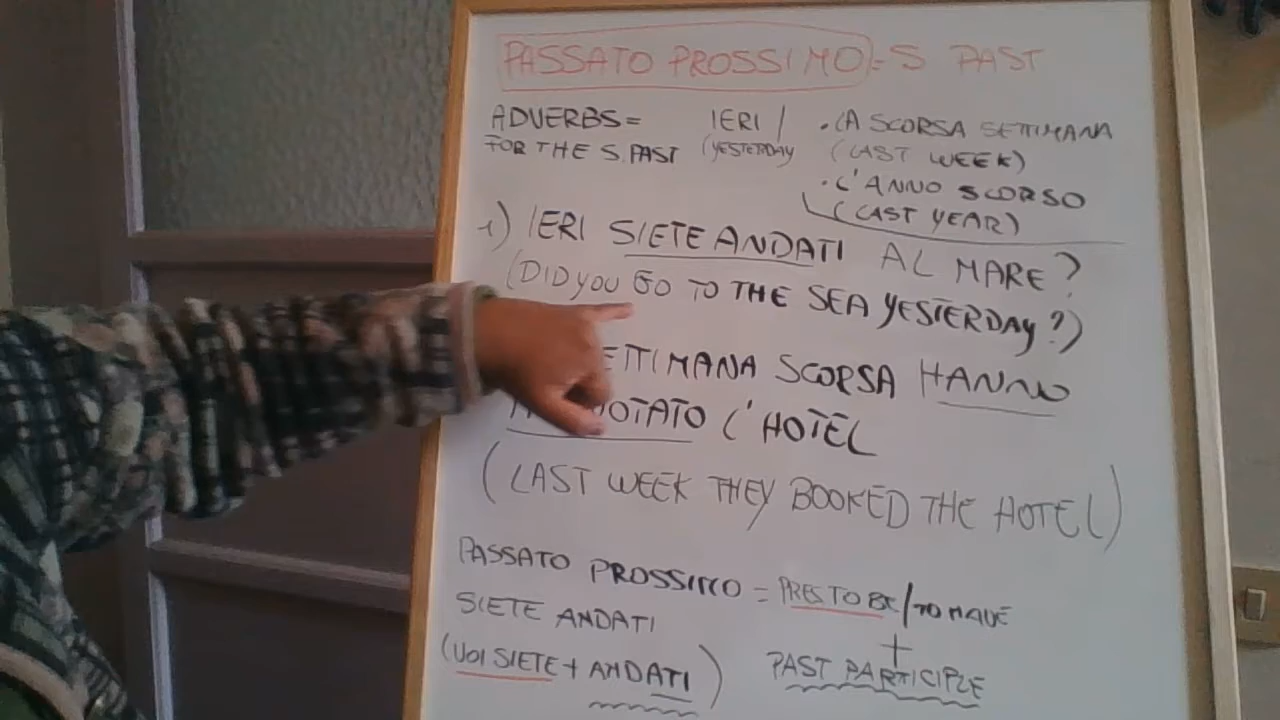 PASSATO PROSSIMO = S PAST
ADVERBS = IERI / . LA SCORSA SETTIMANA
FOR THE S. PAST (YESTERDAY (LAST WEEK)
. L'ANNO SCORSO
(LAST YEAR)
1) IERI SIETE ANDATI AL MARE?
(DID YOU GO TO THE SEA YESTERDAY?)
SCORSA HANNO
L'HOTEL
(LAST WEEK THEY BOOKED THE HOTEL)
PASSATO PROSSIMO = PRES TO BE/TO HAVE
SIETE ANDATI +
(VOI SIETE + ANDATI) PAST PARTICIPLE